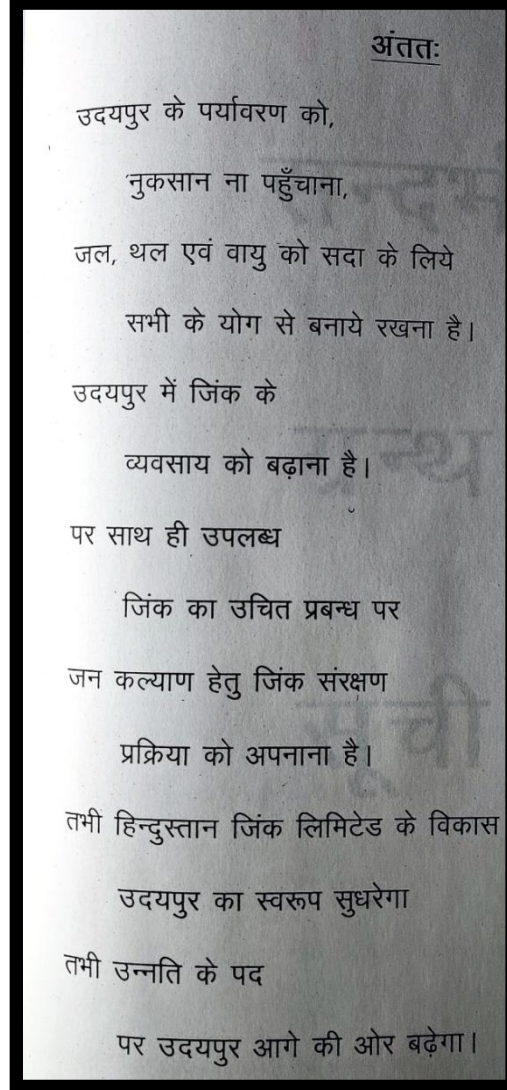 अंततः
उदयपुर के पर्यावरण को,
नुकसान ना पहुँचाना,
जल, थल एवं वायु को सदा के लिये
सभी के योग से बनाये रखना है।
उदयपुर में जिंक के
व्यवसाय को बढ़ाना है।
पर साथ ही उपलब्ध
जिंक का उचित प्रबन्ध पर
जन कल्याण हेतु जिंक संरक्षण
प्रक्रिया को अपनाना है।
तभी हिन्दुस्तान जिंक लिमिटेड के विकास
उदयपुर का स्वरूप सुधरेगा
तभी उन्नति के पद
पर उदयपुर आगे की ओर बढ़ेगा।